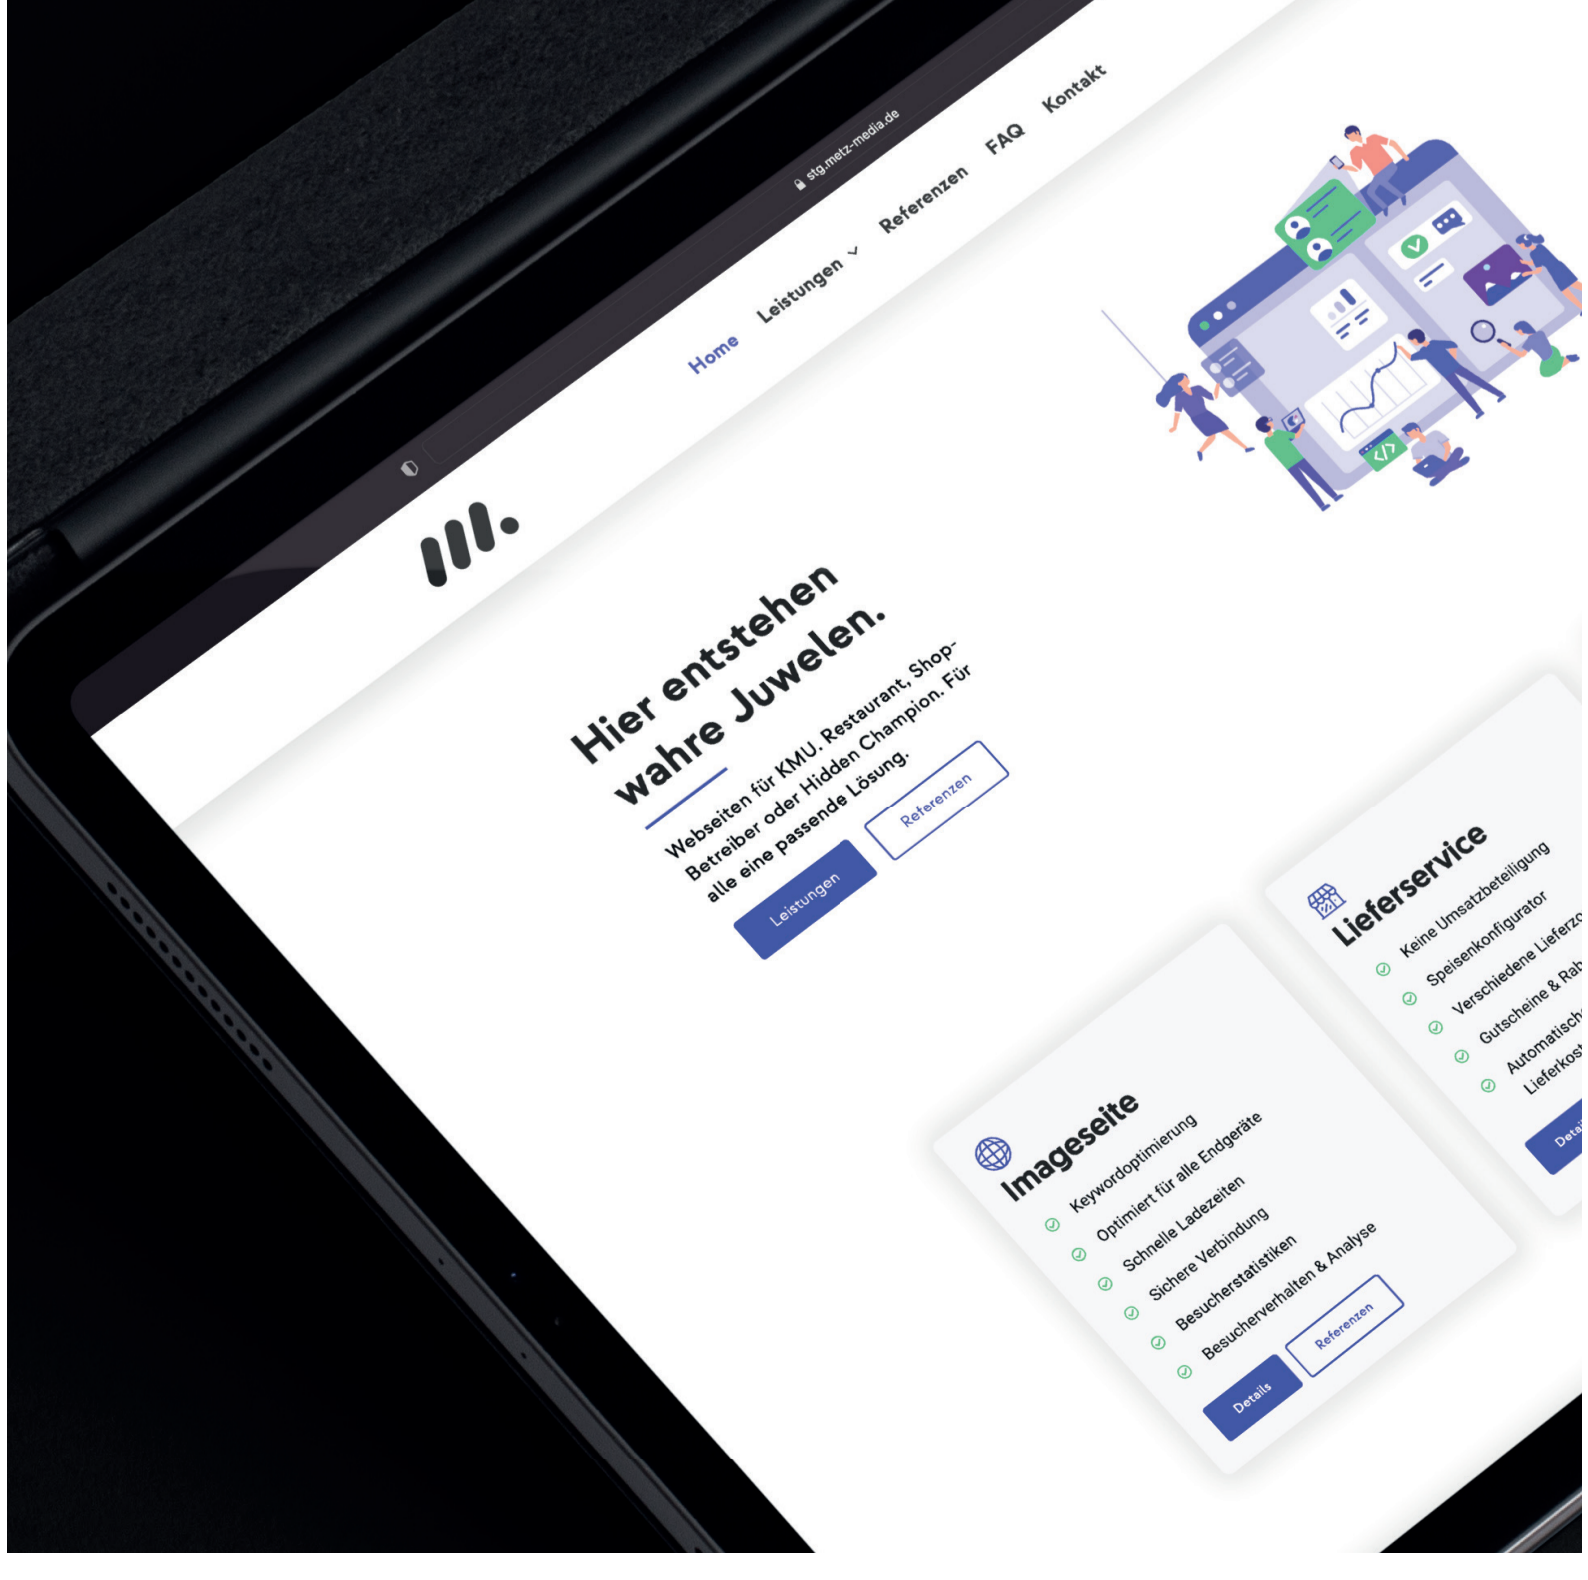 stg.metz-media.de
Home Leistungen Referenzen FAQ Kontakt
Hier entstehen
wahre Juwelen.
Webseiten für KMU. Restaurant, Shop-
Betreiber oder Hidden Champion. Für
alle eine passende Lösung.
Leistungen Referenzen
Imageseite
Keywordoptimierung
Optimiert für alle Endgeräte
Schnelle Ladezeiten
Sichere Verbindung
Besucherstatistiken
Besucherverhalten & Analyse
Details Referenzen
Lieferservice
Keine Umsatzbeteiligung
Speisenkonfigurator
Verschiedene
Gutscheine &